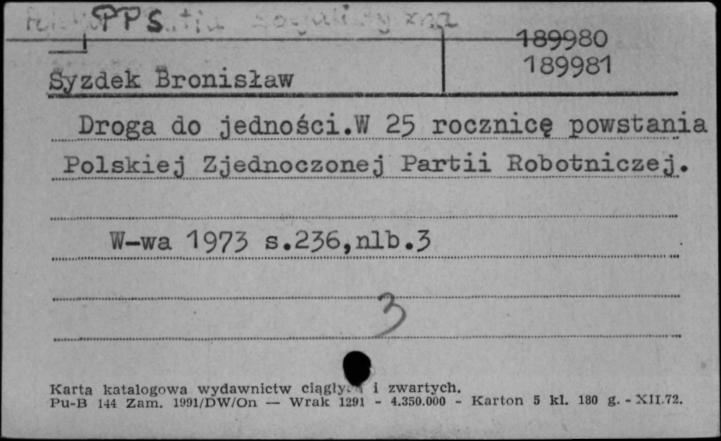 PPS
189980
189981
Syzdek Bronisław
Droga do jedności.W 25 rocznicę powstania
Polskiej Zjednoczonej Partii Robotniczej.
W-wa 1973 s.236,nlb.3
3
Karta katalogowa wydawnictw ciągłych i zwartych.
Pu-B 144 Zam. 1991/DW/On — Wrak 1291 - 4.350.000 - Karton 5 kl. 180 g. - XII.72.